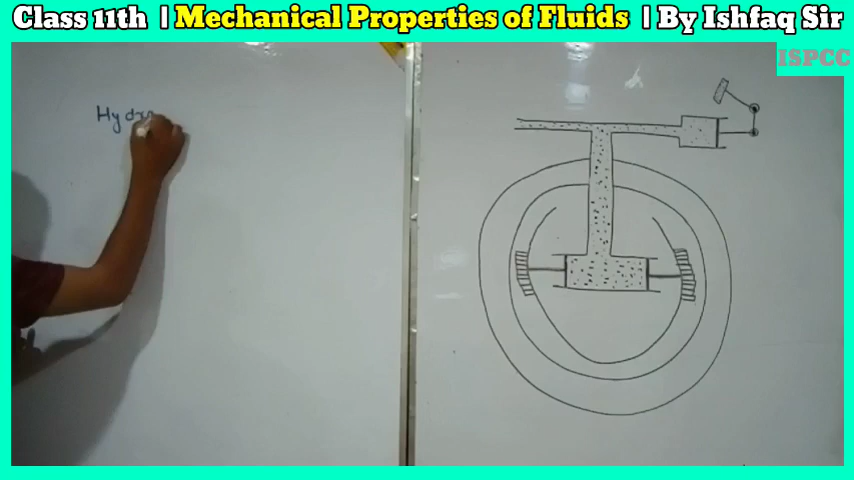 Class 11th | Mechanical Properties of Fluids | By Ishfaq Sir
ISPCC